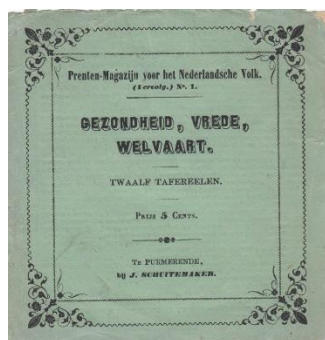 Prenten-Magazijn voor het Nederlandsche Volk.
(Vervolg.) No. 1.
GEZONDHEID, VREDE,
WELVAART.
TWAALF TAFEREELEN.
PRIJS 5 CENTS.
TE PURMERENDE,
bij J. SCHUITEMAKER.